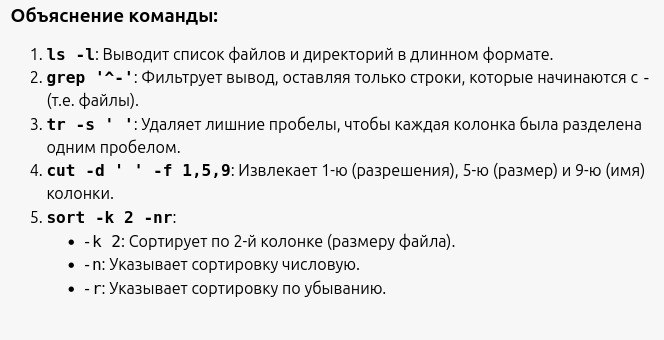 Объяснение команды:
1. ls -l: Выводит список файлов и директорий в длинном формате.
2. grep '^-': Фильтрует вывод, оставляя только строки, которые начинаются с -
(т.е. файлы).
3. tr -s ' ': Удаляет лишние пробелы, чтобы каждая колонка была разделена
одним пробелом.
4. cut -d ' ' -f 1,5,9: Извлекает 1-ю (разрешения), 5-ю (размер) и 9-ю (имя)
колонки.
5. sort -k 2 -nr:
• -k 2: Сортирует по 2-й колонке (размеру файла).
• -n: Указывает сортировку числовую.
• -r: Указывает сортировку по убыванию.